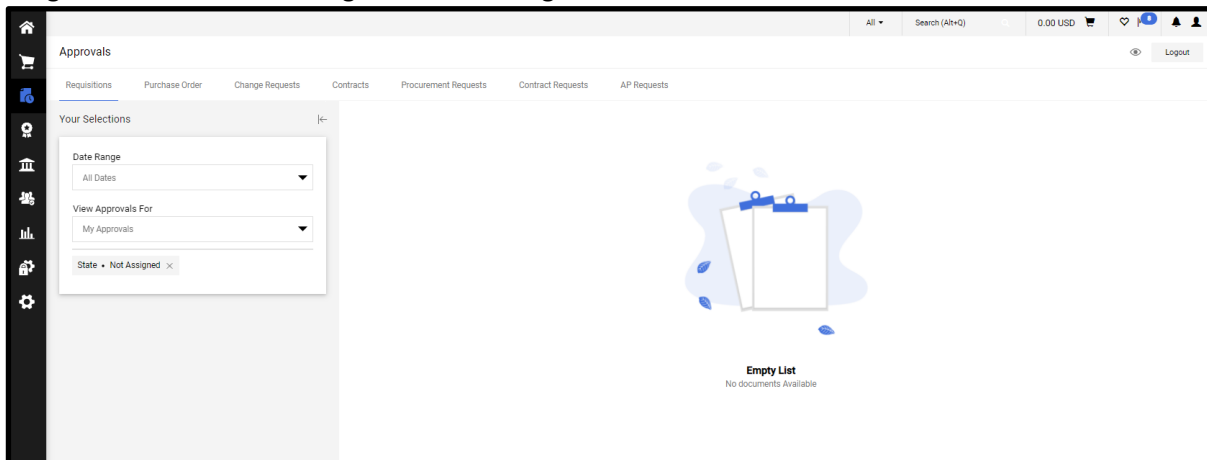 All
Search (Alt+Q)
0.00 USD
Approvals
Logout
Requisitions Purchase Order Change Requests Contracts Procurement Requests Contract Requests AP Requests
Your Selections
Date Range
All Dates
View Approvals For
My Approvals
State • Not Assigned ×
Empty List
No documents Available